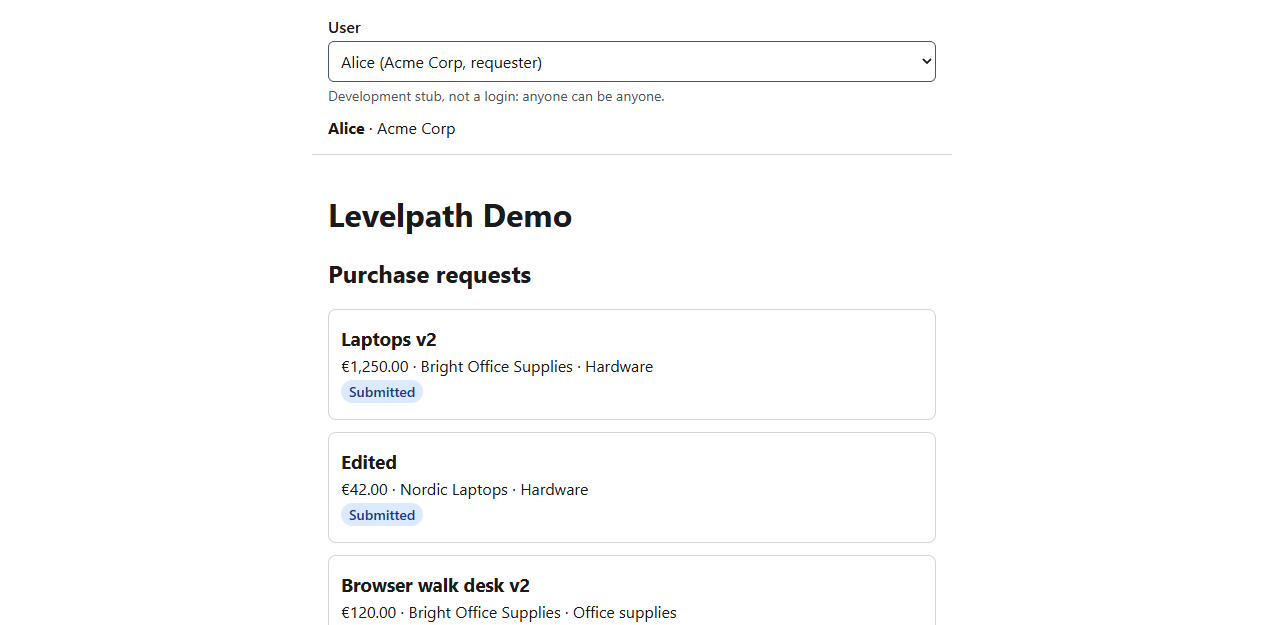 User
Alice (Acme Corp, requester)
Development stub, not a login: anyone can be anyone.
Alice · Acme Corp
Levelpath Demo
Purchase requests
Laptops v2
€1,250.00 · Bright Office Supplies · Hardware
Submitted
Edited
€42.00 · Nordic Laptops · Hardware
Submitted
Browser walk desk v2
€120.00 · Bright Office Supplies · Office supplies